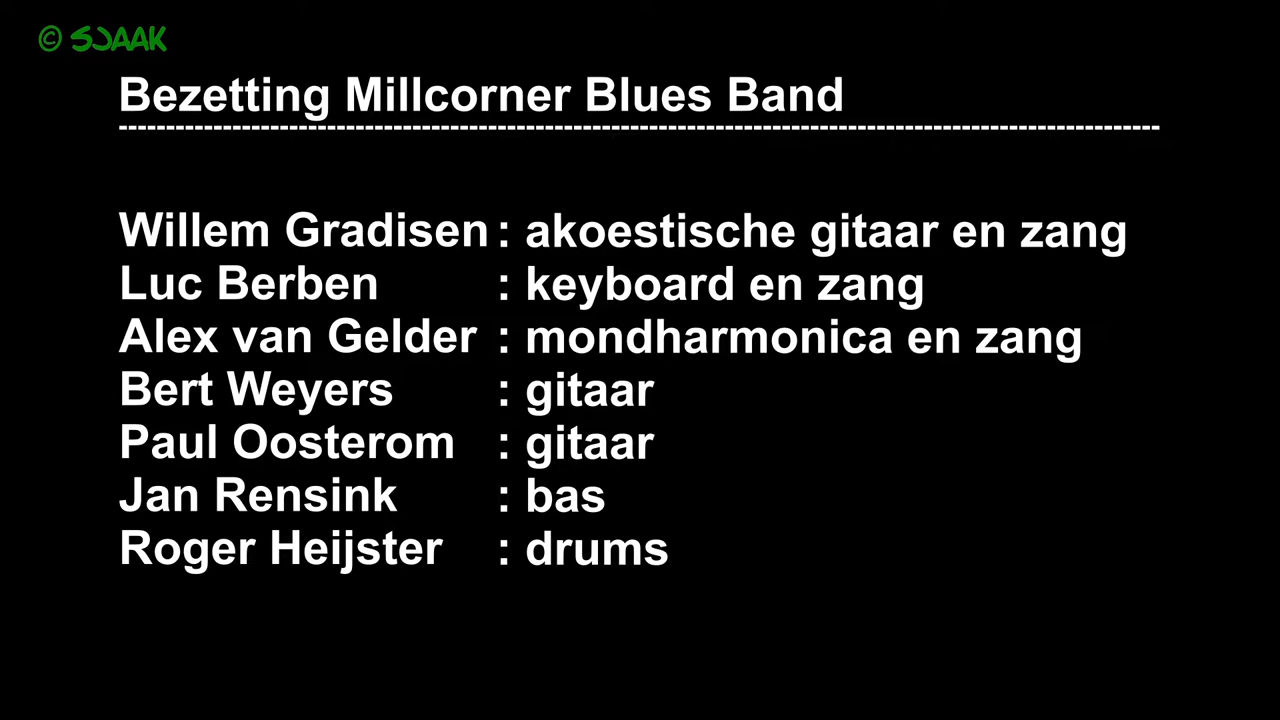 © SJAAK
Bezetting Millcorner Blues Band
--------------------------------------------------------------------------------------------------------
Willem Gradisen : akoestische gitaar en zang
Luc Berben : keyboard en zang
Alex van Gelder : mondharmonica en zang
Bert Weyers : gitaar
Paul Oosterom : gitaar
Jan Rensink : bas
Roger Heijster : drums